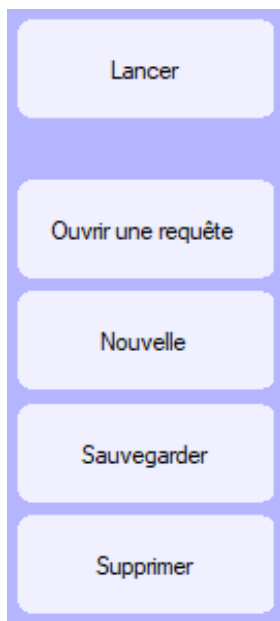 Lancer
Ouvrir une requête
Nouvelle
Sauvegarder
Supprimer